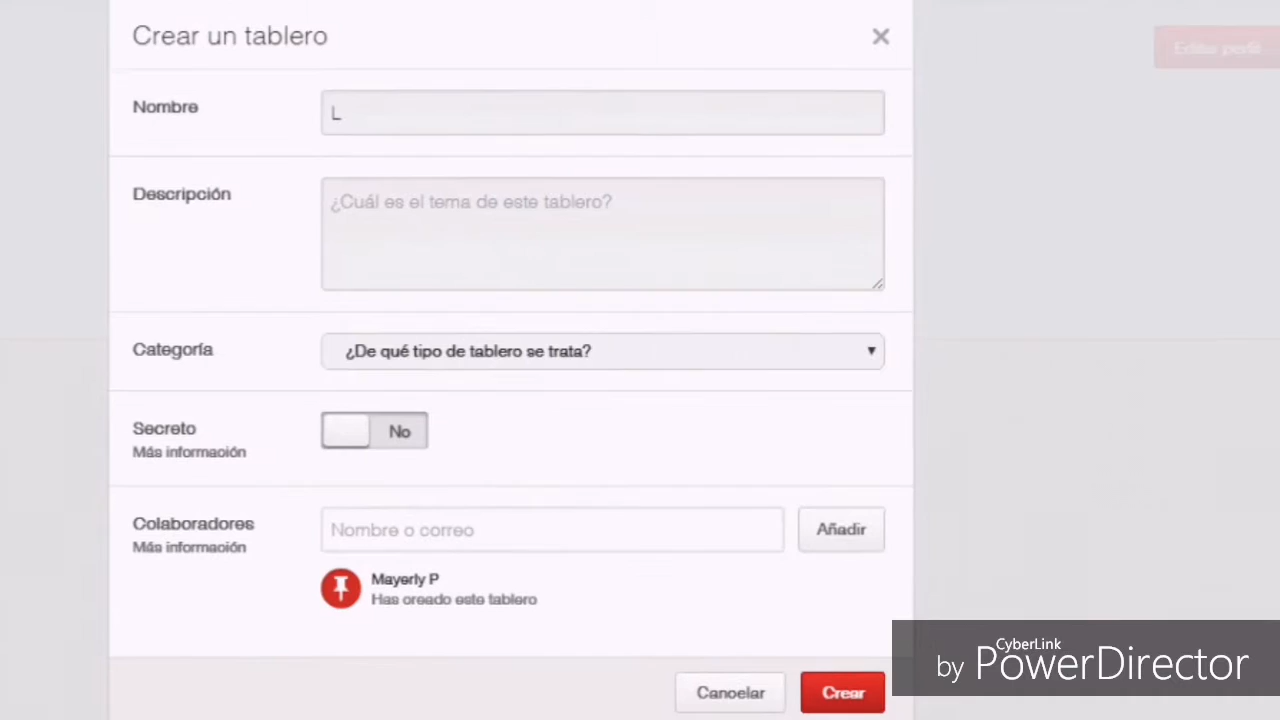 Crear un tablero
Editar perfil
Nombre
L
Descripción
¿Cuál es el tema de este tablero?
Categoría
¿De qué tipo de tablero se trata?
Secreto
No
Más información
Colaboradores
Nombre o correo
Añadir
Más información
Mayerly P
Has creado este tablero
Cancelar
Crear
CyberLink
by PowerDirector